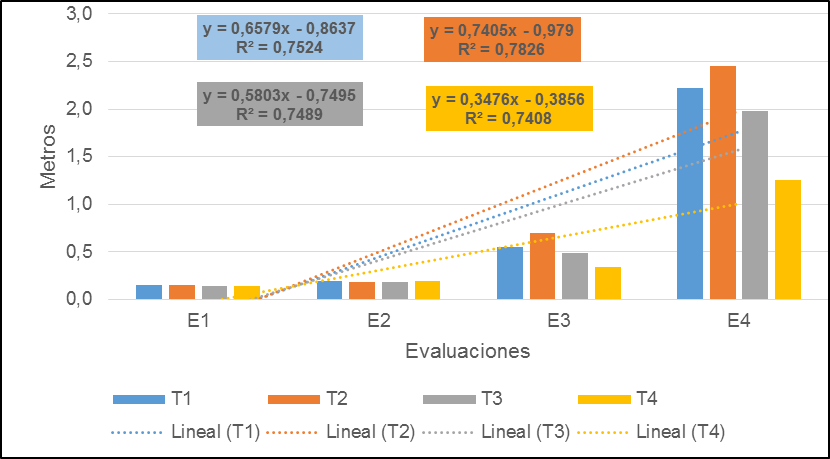 3,0
2,5
2,0
1,5
1,0
0,5
0,0
Metros
y = 0,6579x - 0,8637
R² = 0,7524
y = 0,7405x - 0,979
R² = 0,7826
y = 0,5803x - 0,7495
R² = 0,7489
y = 0,3476x - 0,3856
R² = 0,7408
E1 E2 E3 E4
Evaluaciones
T1 T2 T3 T4
Lineal (T1) Lineal (T2) Lineal (T3) Lineal (T4)